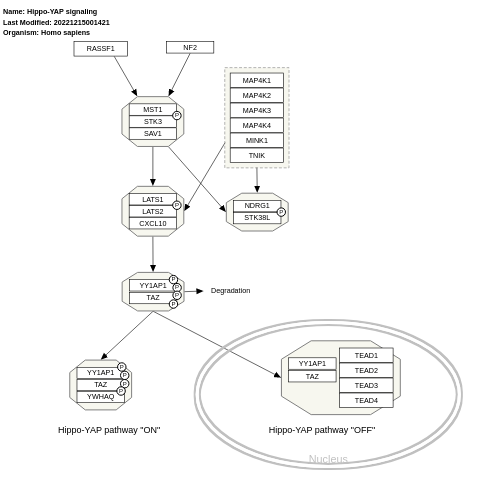 Name: Hippo-YAP signaling
Last Modified: 20221215001421
Organism: Homo sapiens
RASSF1
NF2
MAP4K1
MAP4K2
MAP4K3
MAP4K4
MINK1
TNIK
MST1
STK3
SAV1
P
LATS1
LATS2
CXCL10
P
NDRG1
STK38L
P
YY1AP1
TAZ
P
P
P
P
Degradation
YY1AP1
TAZ
YWHAQ
P
P
P
P
YY1AP1
TAZ
TEAD1
TEAD2
TEAD3
TEAD4
Hippo-YAP pathway "ON"
Hippo-YAP pathway "OFF"
Nucleus